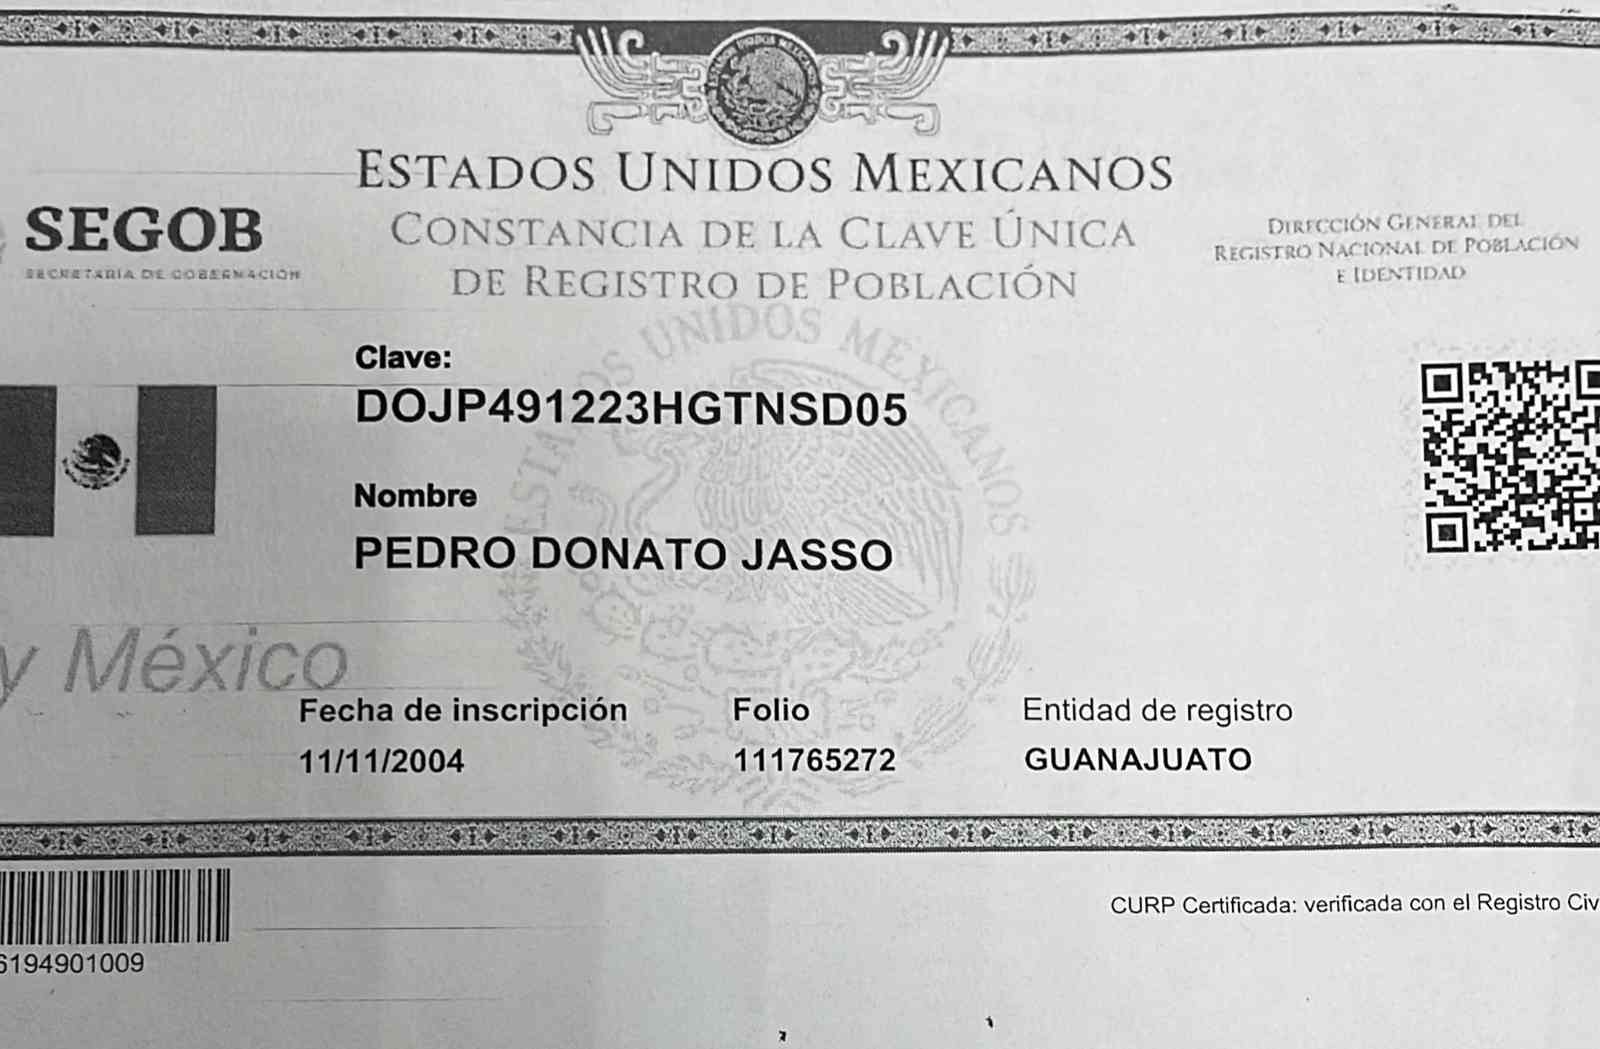 ESTADOS UNIDOS MEXICANOS
SEGOB
SECRETARÍA DE GOBERNACIÓN
CONSTANCIA DE LA CLAVE ÚNICA
DE REGISTRO DE POBLACIÓN
DIRECCIÓN GENERAL DEL
REGISTRO NACIONAL DE POBLACIÓN
E IDENTIDAD
ESTADOS UNIDOS MEXICANOS
Clave:
DOJP491223HGTNSD05
Nombre
PEDRO DONATO JASSO
y México
Fecha de inscripción
11/11/2004
Folio
111765272
Entidad de registro
GUANAJUATO
6194901009
CURP Certificada: verificada con el Registro Civ